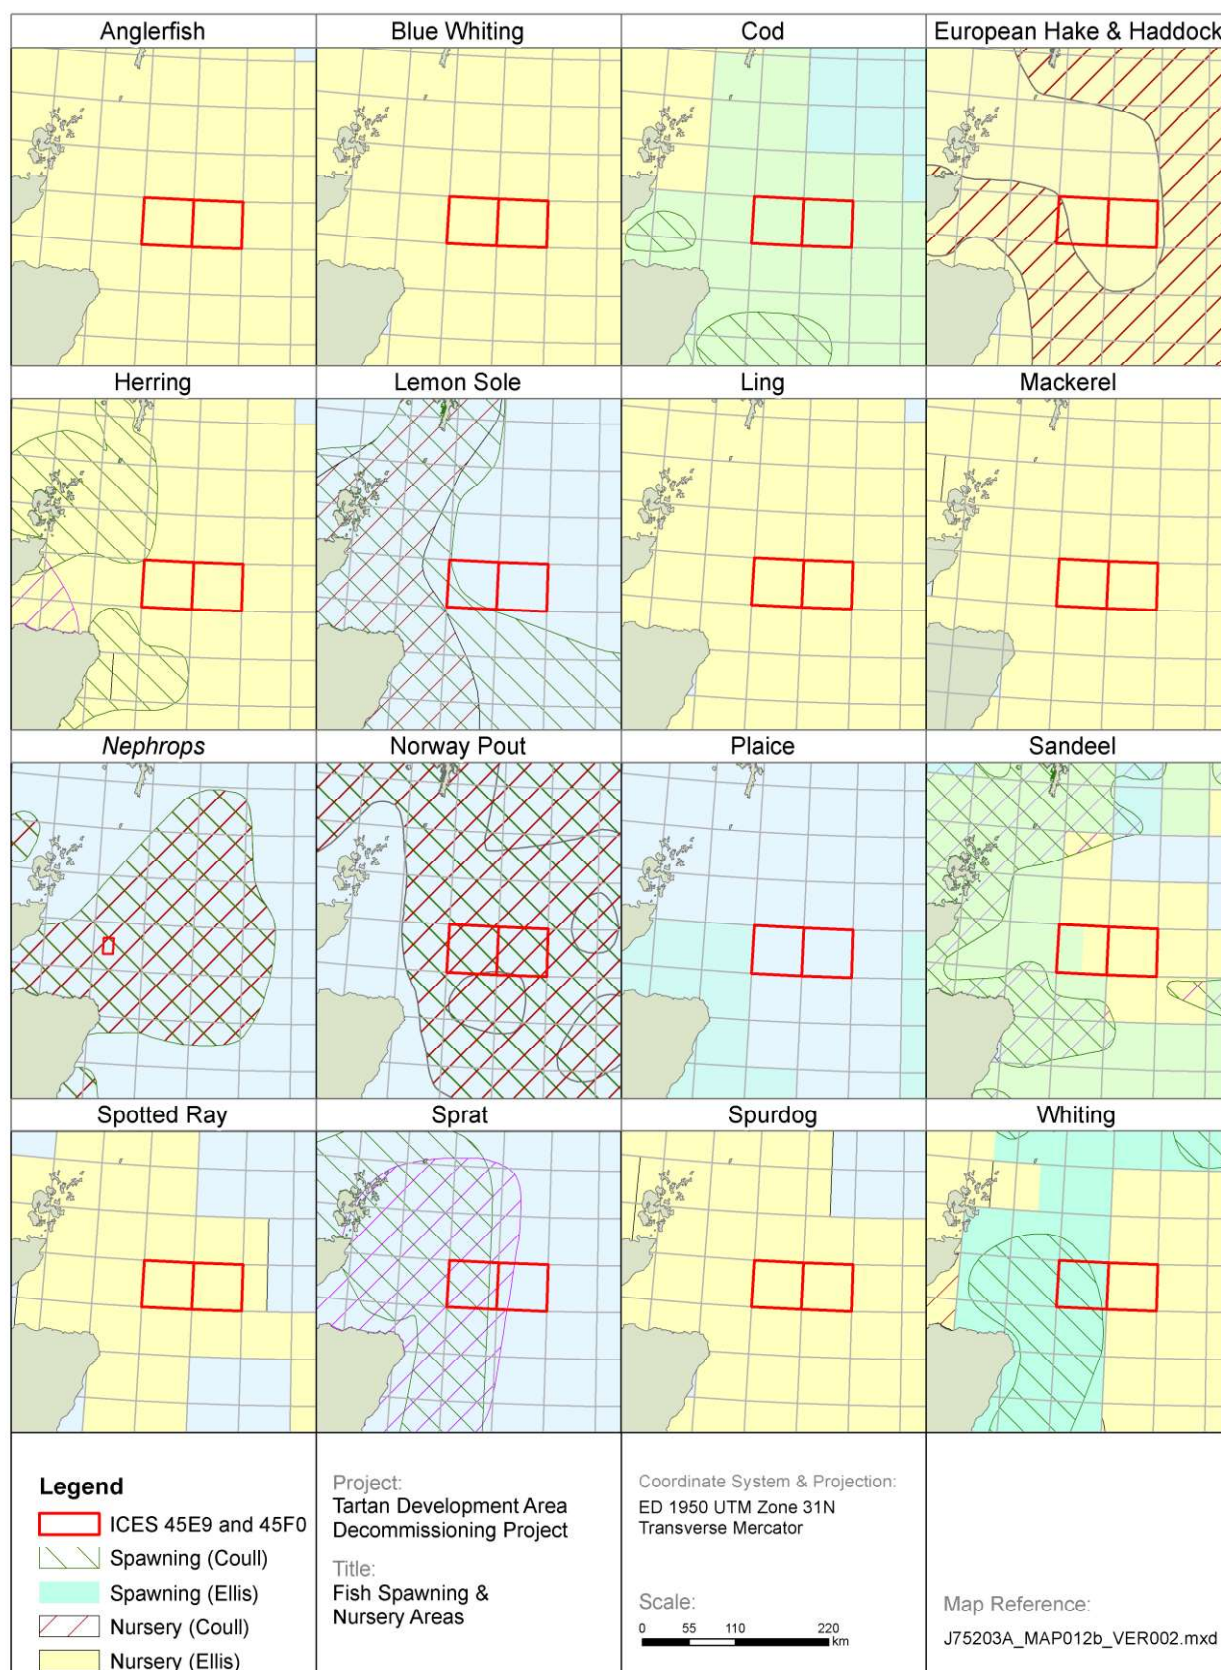 Anglerfish
Blue Whiting
Cod
European Hake & Haddock
Herring
Lemon Sole
Ling
Mackerel
Nephrops
Norway Pout
Plaice
Sandeel
Spotted Ray
Sprat
Spurdog
Whiting
Legend
ICES 45E9 and 45F0
Spawning (Coull)
Spawning (Ellis)
Nursery (Coull)
Nursery (Ellis)
Project:
Tartan Development Area
Decommissioning Project
Title:
Fish Spawning &
Nursery Areas
Coordinate System & Projection:
ED 1950 UTM Zone 31N
Transverse Mercator
Scale:
0 55 110 220
km
Map Reference:
J75203A_MAP012b_VER002.mxd